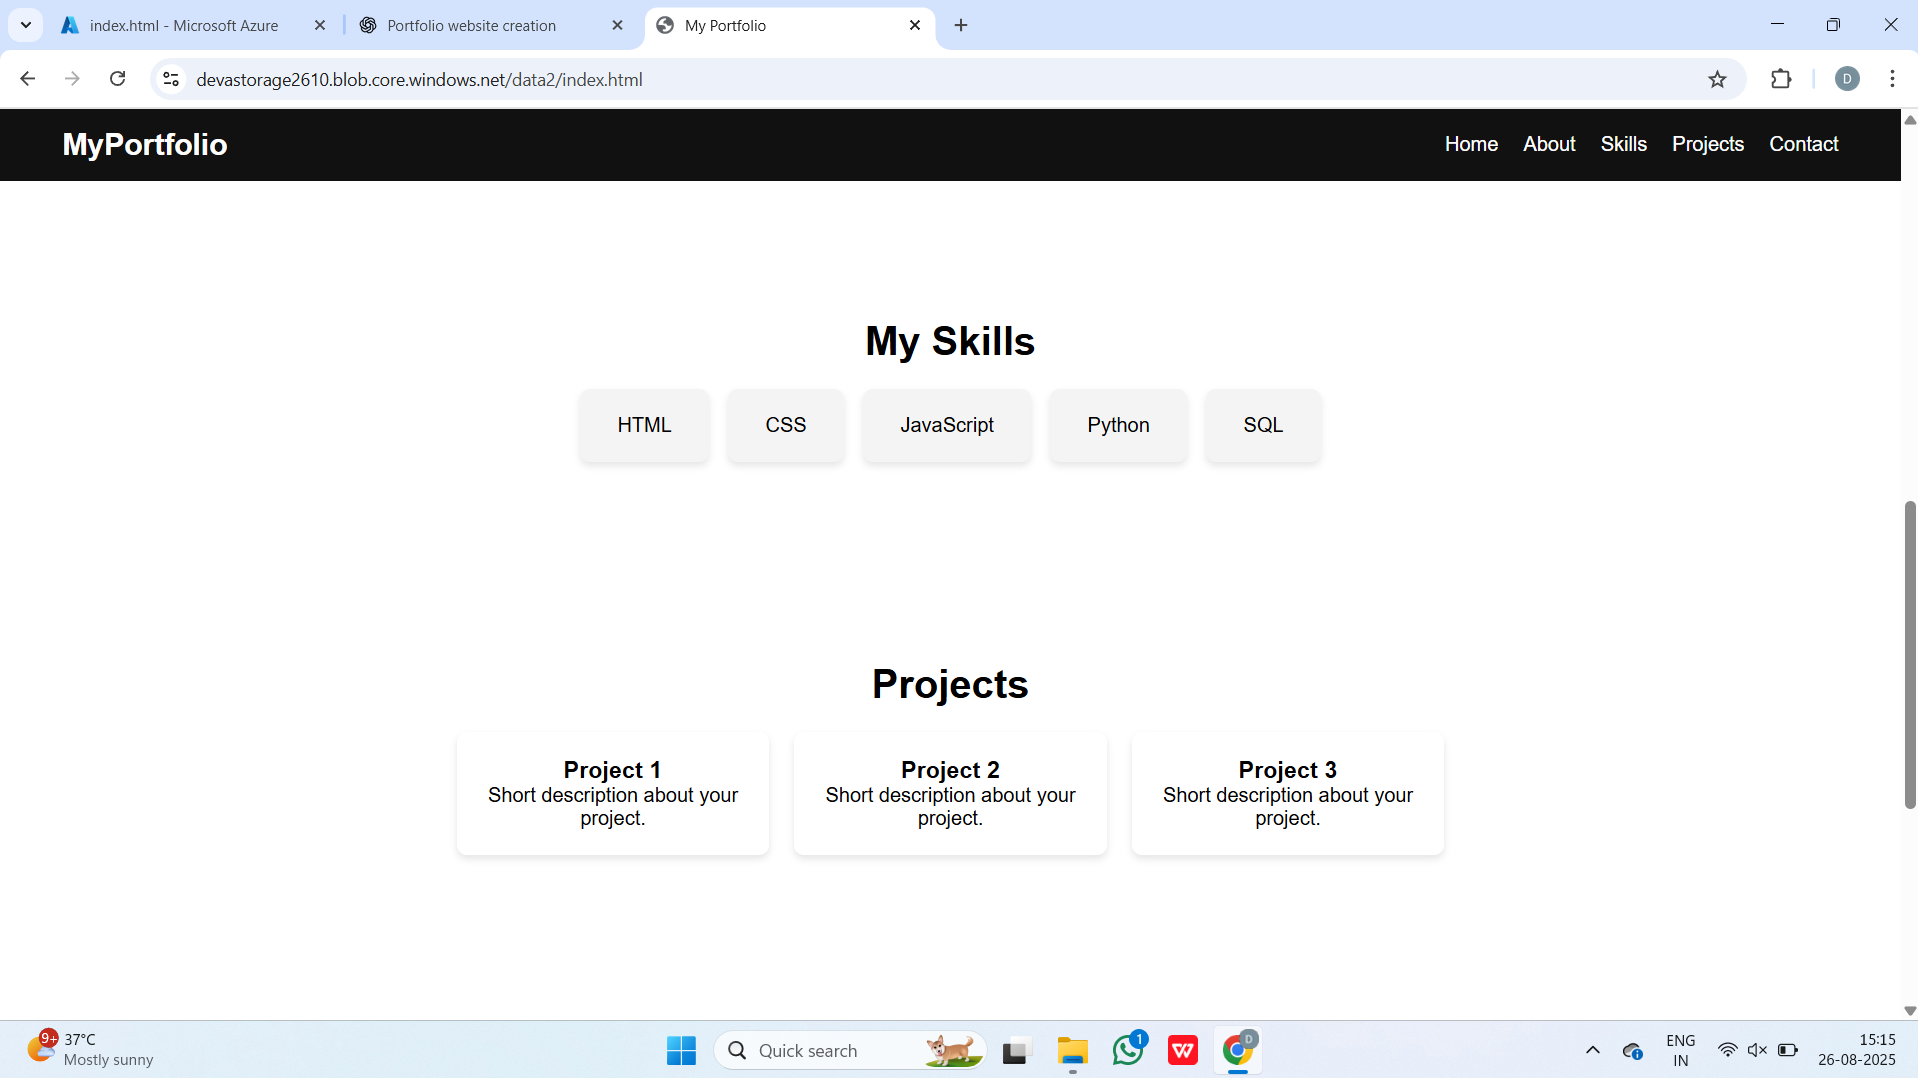 index.html - Microsoft Azure
Portfolio website creation
My Portfolio
devastorage2610.blob.core.windows.net/data2/index.html
D
MyPortfolio
Home About Skills Projects Contact
My Skills
HTML CSS JavaScript Python SQL
Projects
Project 1
Short description about your
project.
Project 2
Short description about your
project.
Project 3
Short description about your
project.
9+
37°C
Mostly sunny
Quick search
1
W
D
ENG
IN
15:15
26-08-2025